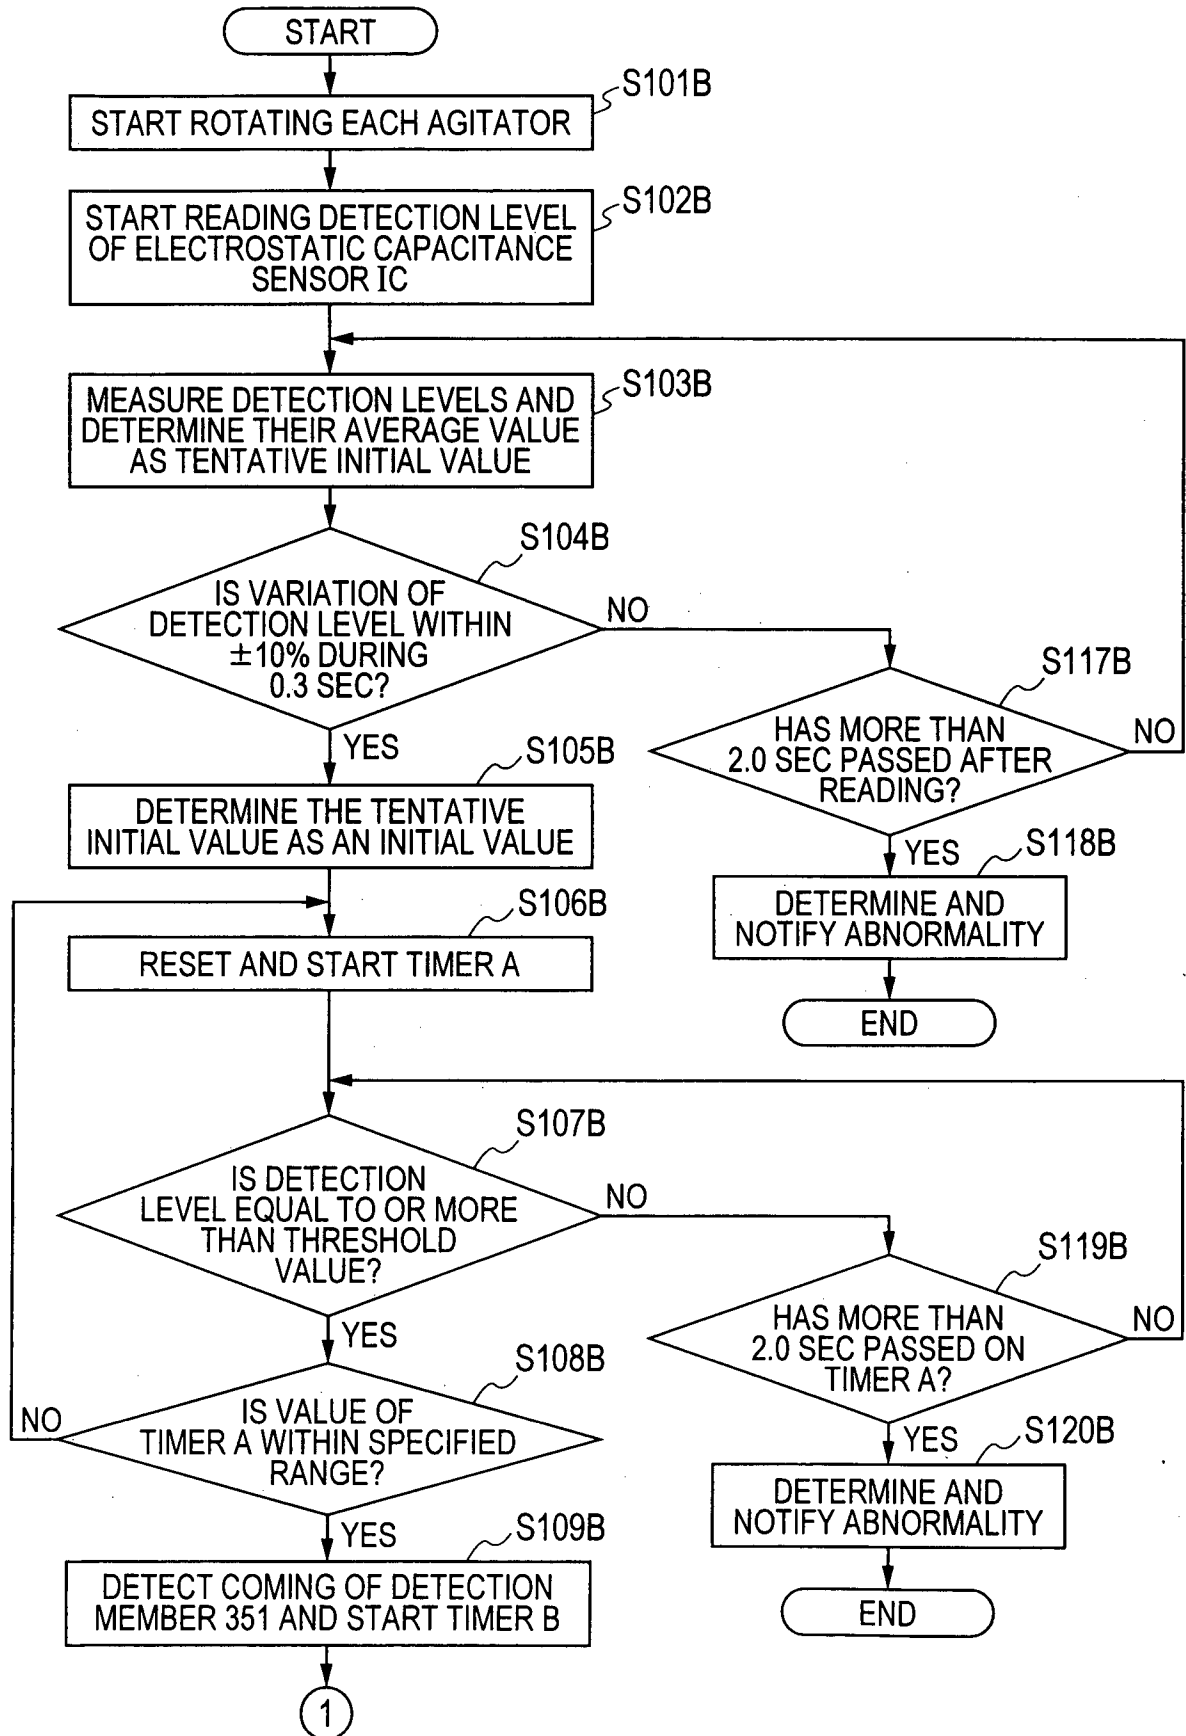 START
S101B
START ROTATING EACH AGITATOR
S102B
START READING DETECTION LEVEL
OF ELECTROSTATIC CAPACITANCE
SENSOR IC
S103B
MEASURE DETECTION LEVELS AND
DETERMINE THEIR AVERAGE VALUE
AS TENTATIVE INITIAL VALUE
S104B
IS VARIATION OF
DETECTION LEVEL WITHIN
±10% DURING
0.3 SEC?
NO
YES
S117B
HAS MORE THAN
2.0 SEC PASSED AFTER
READING?
NO
YES
S118B
DETERMINE AND
NOTIFY ABNORMALITY
END
S105B
DETERMINE THE TENTATIVE
INITIAL VALUE AS AN INITIAL VALUE
S106B
RESET AND START TIMER A
S107B
IS DETECTION
LEVEL EQUAL TO OR MORE
THAN THRESHOLD
VALUE?
NO
YES
S119B
HAS MORE THAN
2.0 SEC PASSED ON
TIMER A?
NO
YES
S120B
DETERMINE AND
NOTIFY ABNORMALITY
END
S108B
IS VALUE OF
TIMER A WITHIN SPECIFIED
RANGE?
NO
YES
S109B
DETECT COMING OF DETECTION
MEMBER 351 AND START TIMER B
1